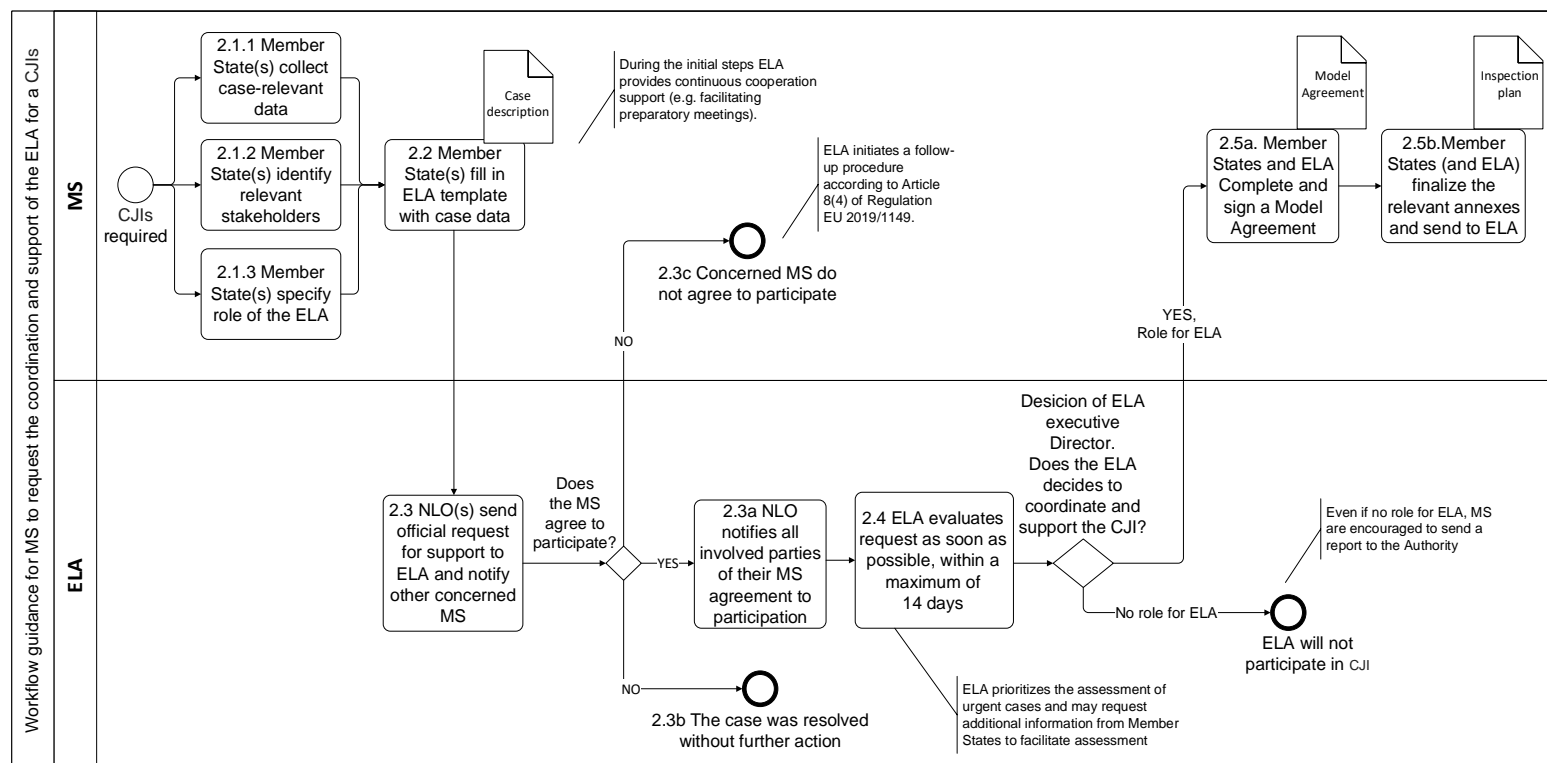 Workflow guidance for MS to request the coordination and support of the ELA for a CJIs
MS
CJIs
required
2.1.1 Member
State(s) collect
case-relevant
data
2.1.2 Member
State(s) identify
relevant
stakeholders
2.1.3 Member
State(s) specify
role of the ELA
Case
description
2.2 Member
State(s) fill in
ELA template
with case data
During the initial steps ELA
provides continuous cooperation
support (e.g. facilitating
preparatory meetings).
ELA initiates a follow-
up procedure
according to Article
8(4) of Regulation
EU 2019/1149.
2.3c Concerned MS do
not agree to participate
NO
Model
Agreement
2.5a. Member
States and ELA
Complete and
sign a Model
Agreement
Inspection
plan
2.5b.Member
States (and ELA)
finalize the
relevant annexes
and send to ELA
YES,
Role for ELA
ELA
2.3 NLO(s) send
official request
for support to
ELA and notify
other concerned
MS
Does
the MS
agree to
participate?
YES
2.3a NLO
notifies all
involved parties
of their MS
agreement to
participation
2.4 ELA evaluates
request as soon as
possible, within a
maximum of
14 days
Desicion of ELA
executive
Director.
Does the ELA
decides to
coordinate and
support the CJI?
No role for ELA
Even if no role for ELA, MS
are encouraged to send a
report to the Authority
ELA will not
participate in CJI
NO
2.3b The case was resolved
without further action
ELA prioritizes the assessment of
urgent cases and may request
additional information from Member
States to facilitate assessment